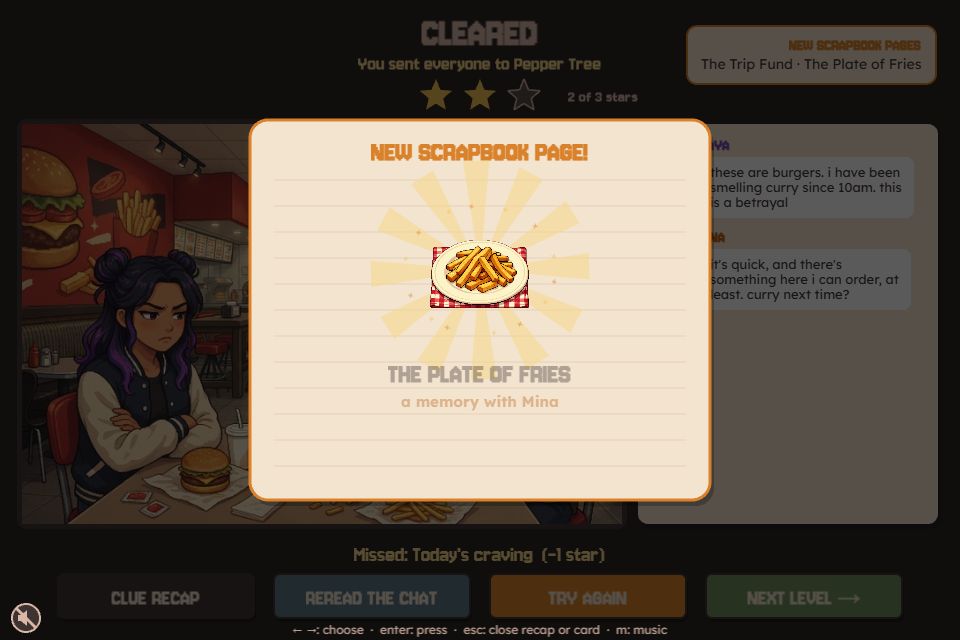 CLEARED
You sent everyone to Pepper Tree
2 of 3 stars
NEW SCRAPBOOK PAGES
The Trip Fund · The Plate of Fries
NEW SCRAPBOOK PAGE!
THE PLATE OF FRIES
a memory with Mina
these are burgers. i have been
smelling curry since 10am. this
is a betrayal
it's quick, and there's
something here i can order, at
least. curry next time?
Missed: Today's craving (-1 star)
CLUE RECAP
REREAD THE CHAT
TRY AGAIN
NEXT LEVEL →
← →: choose · enter: press · esc: close recap or card · m: music